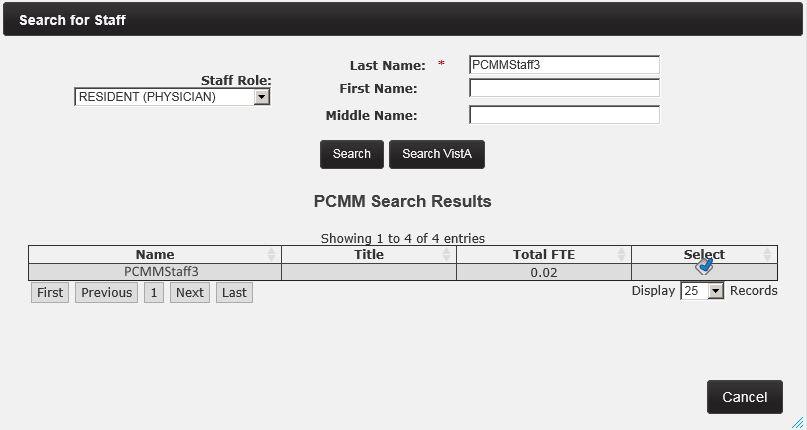 Search for Staff
Last Name: * PCMMStaff3
Staff Role:
First Name:
RESIDENT (PHYSICIAN)
Middle Name:
Search Search VistA
PCMM Search Results
Showing 1 to 4 of 4 entries
Name Title Total FTE Select
PCMMStaff3 0.02
First Previous 1 Next Last Display 25 Records
Cancel